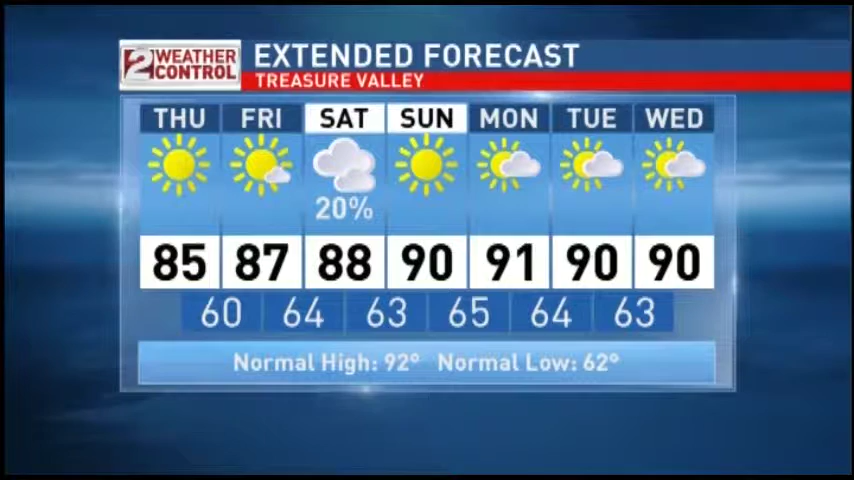 2 WEATHER CONTROL
EXTENDED FORECAST
TREASURE VALLEY
THU FRI SAT SUN MON TUE WED
20%
85 87 88 90 91 90 90
60 64 63 65 64 63
Normal High: 92° Normal Low: 62°